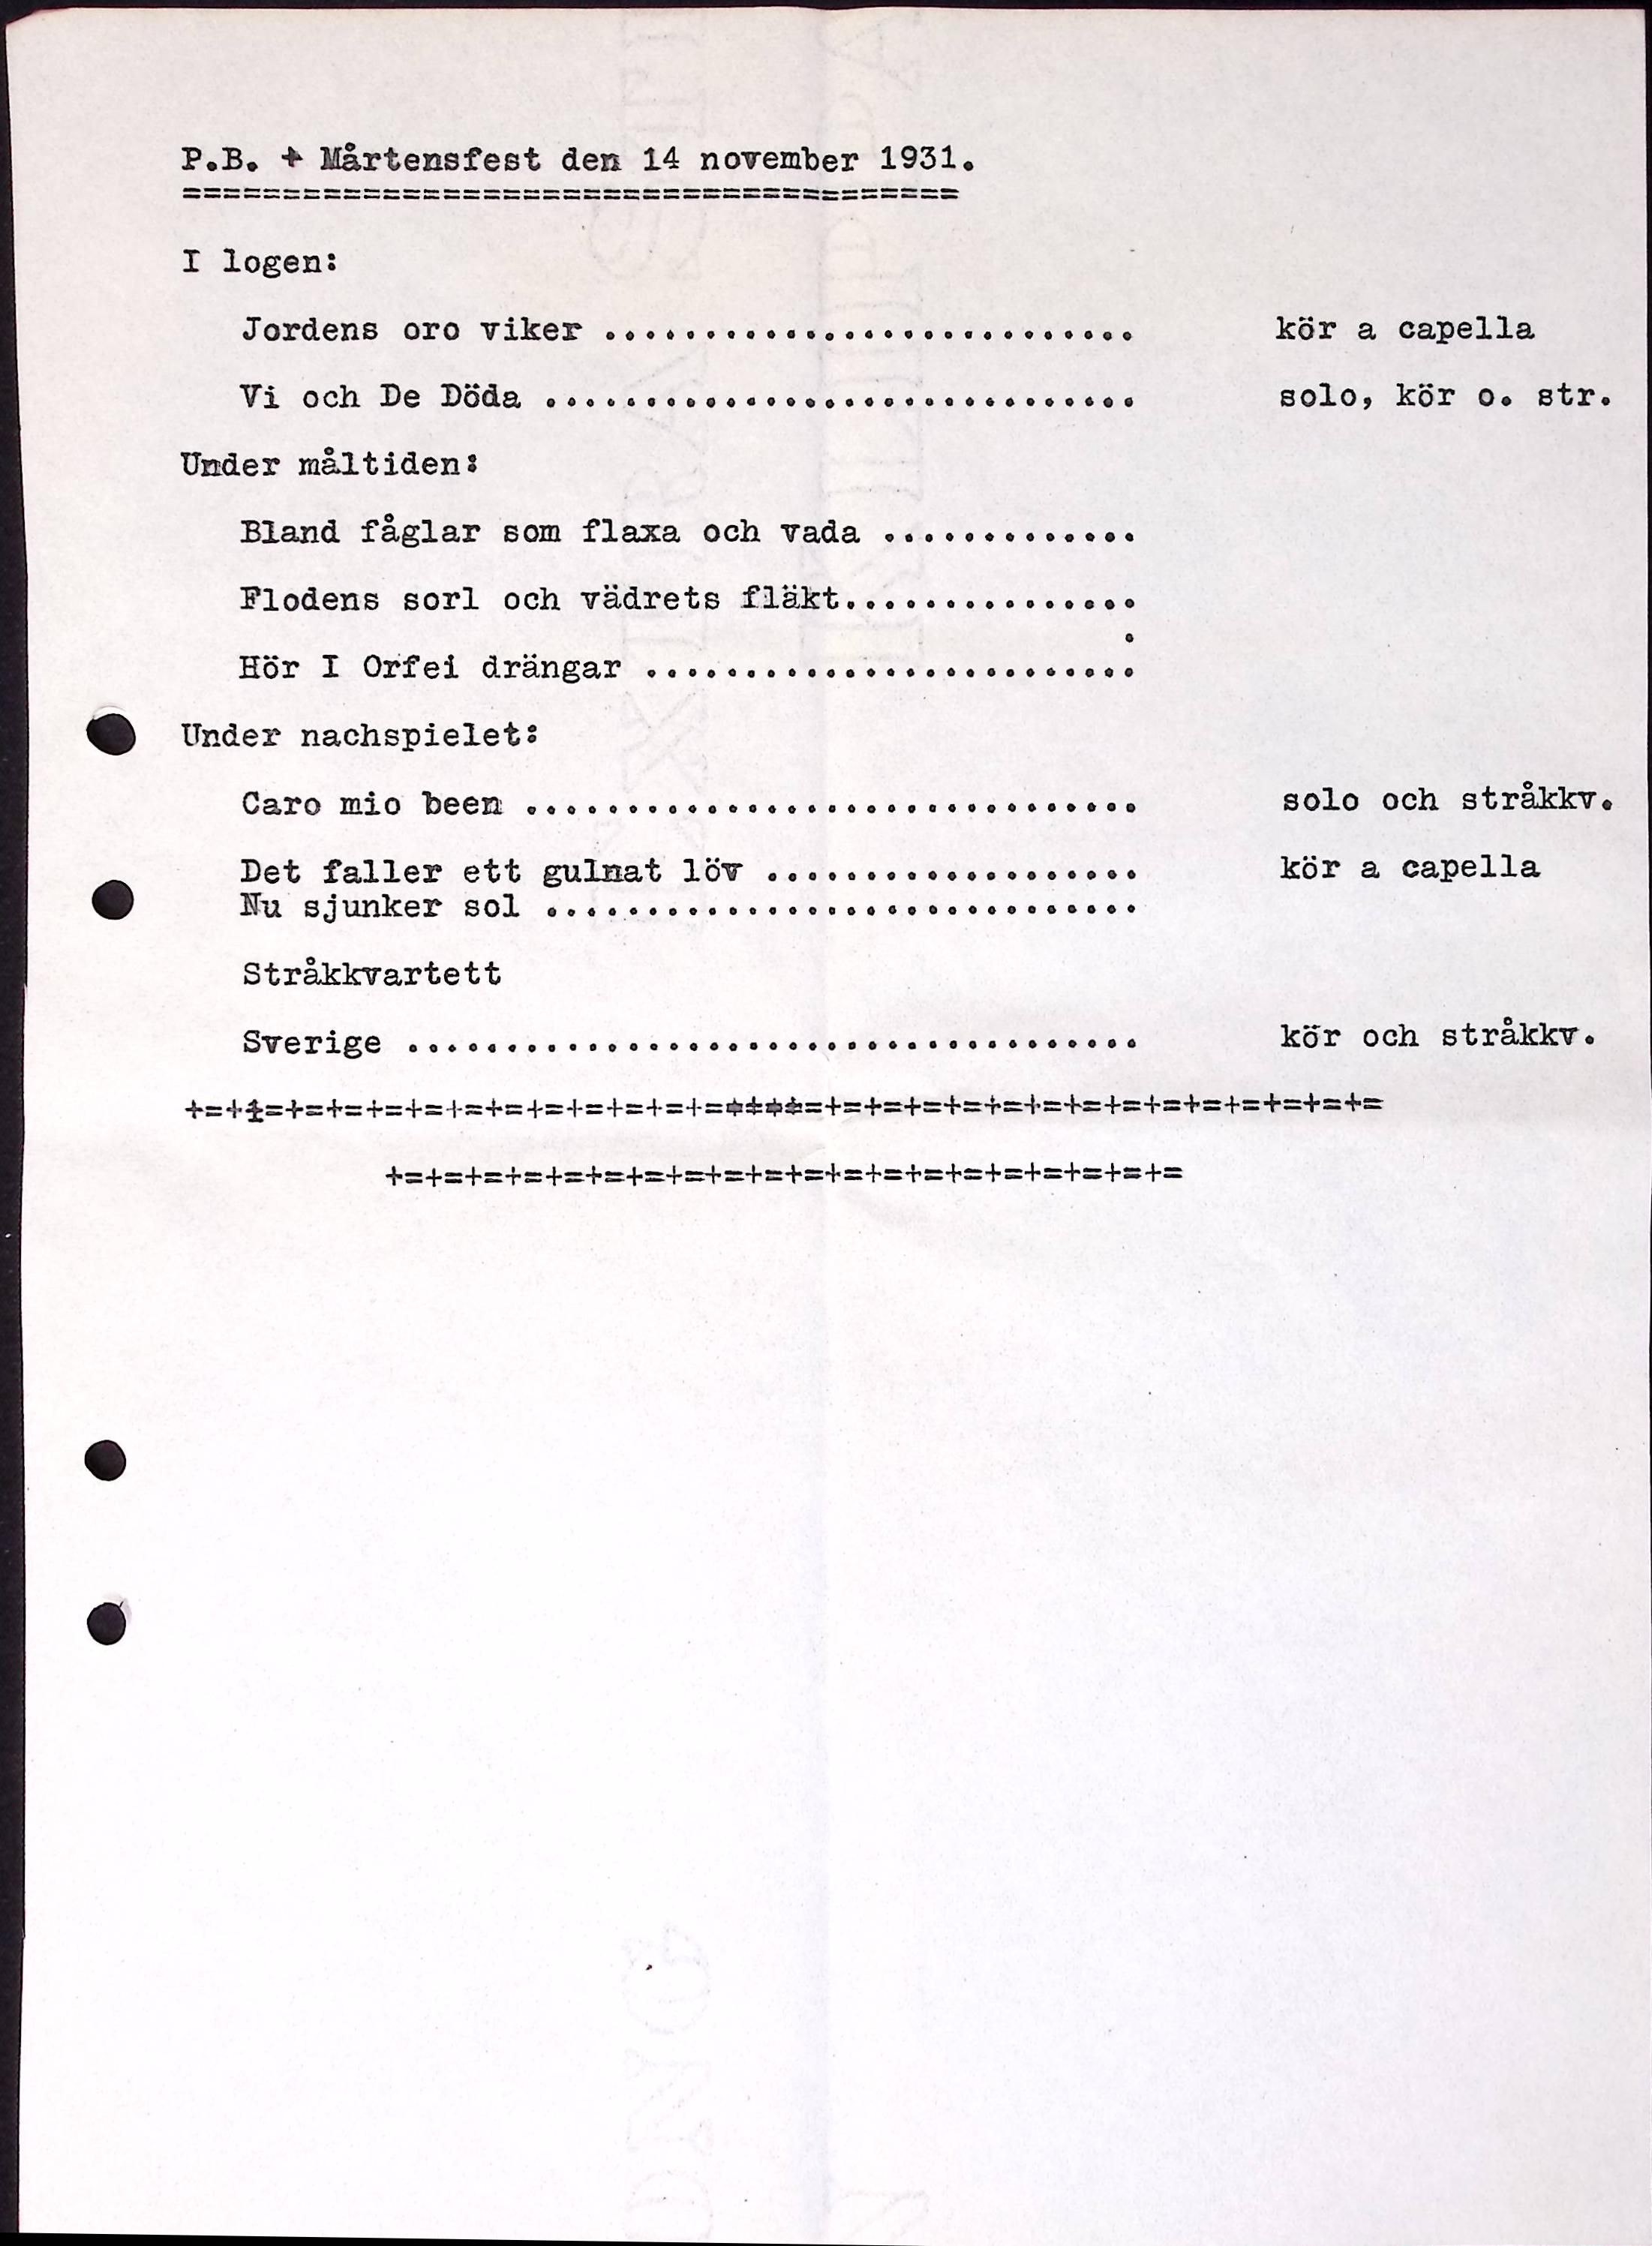 P.B. + Mårtensfest den 14 november 1931.
=======================================
I logen:
Jordens oro viker ........................... kör a capella
Vi och De Döda .............................. solo, kör o. str.
Under måltiden:
Bland fåglar som flaxa och vada .............
Flodens sorl och vädrets fläkt...............
Hör I Orfei drängar .........................
Under nachspielet:
Caro mio been ............................... solo och stråkkv.
Det faller ett gulnat löv ................... kör a capella
Nu sjunker sol ..............................
Stråkkvartett
Sverige ..................................... kör och stråkkv.
+=+±=+=+=+=+=+=+=+=+=+=+=+=+=+=+=+=+=+=+=+=+=+=+=+=+=+=+=+=
+=+=+=+=+=+=+=+=+=+=+=+=+=+=+=+=+=+=+=+=